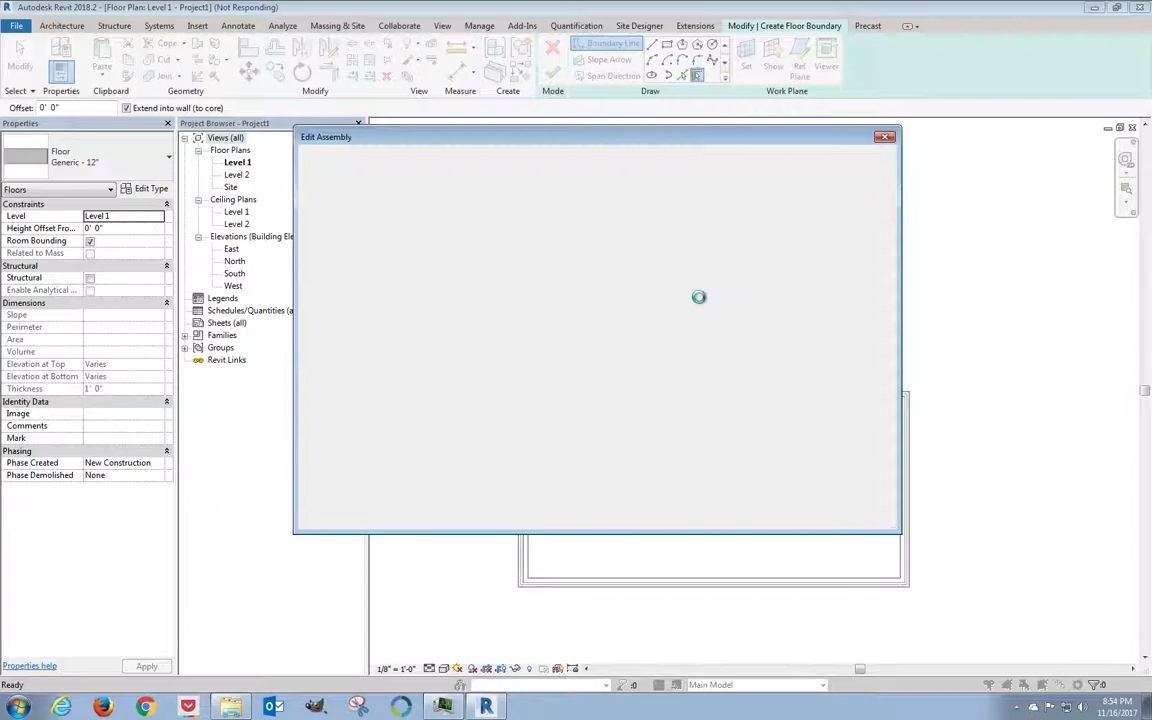 Autodesk Revit 2018.2 - [Floor Plan: Level 1 - Project1] (Not Responding)
File Architecture Structure Systems Insert Annotate Analyze Massing & Site Collaborate View Manage Add-Ins Quantification Site Designer Extensions Modify | Create Floor Boundary Precast
Modify Paste Cope Cut Join Boundary Line Slope Arrow Span Direction Set Show Ref Plane Viewer
Select Properties Clipboard Geometry Modify View Measure Create Mode Draw Work Plane
Offset: 0' 0" Extend into wall (to core)
Properties
Floor
Generic - 12"
Floors Edit Type
Constraints
Level Level 1
Height Offset Fro... 0' 0"
Room Bounding
Related to Mass
Structural
Structural
Enable Analytical ...
Dimensions
Slope
Perimeter
Area
Volume
Elevation at Top Varies
Elevation at Bottom Varies
Thickness 1' 0"
Identity Data
Image
Comments
Mark
Phasing
Phase Created New Construction
Phase Demolished None
Properties help Apply
Project Browser - Project1
Views (all)
Floor Plans
Level 1
Level 2
Site
Ceiling Plans
Level 1
Level 2
Elevations (Building Ele
East
North
South
West
Legends
Schedules/Quantities (a
Sheets (all)
Families
Groups
Revit Links
Edit Assembly
1/8" = 1'-0"
Ready :0 Main Model :0
8:54 PM
11/16/2017